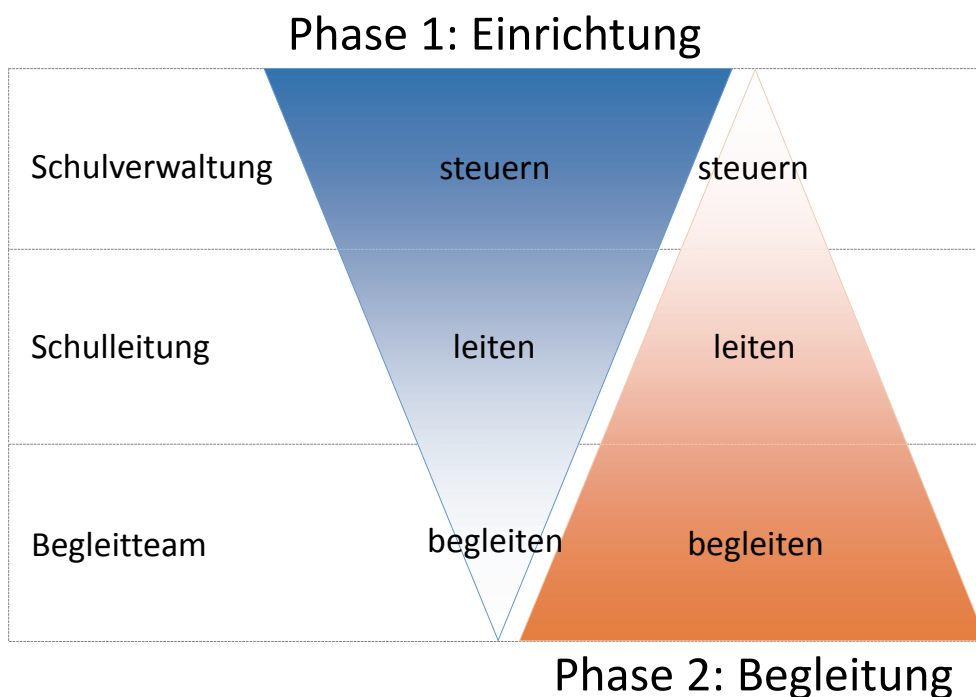 Phase 1: Einrichtung
Schulverwaltung steuern steuern
Schulleitung leiten leiten
Begleitteam begleiten begleiten
Phase 2: Begleitung